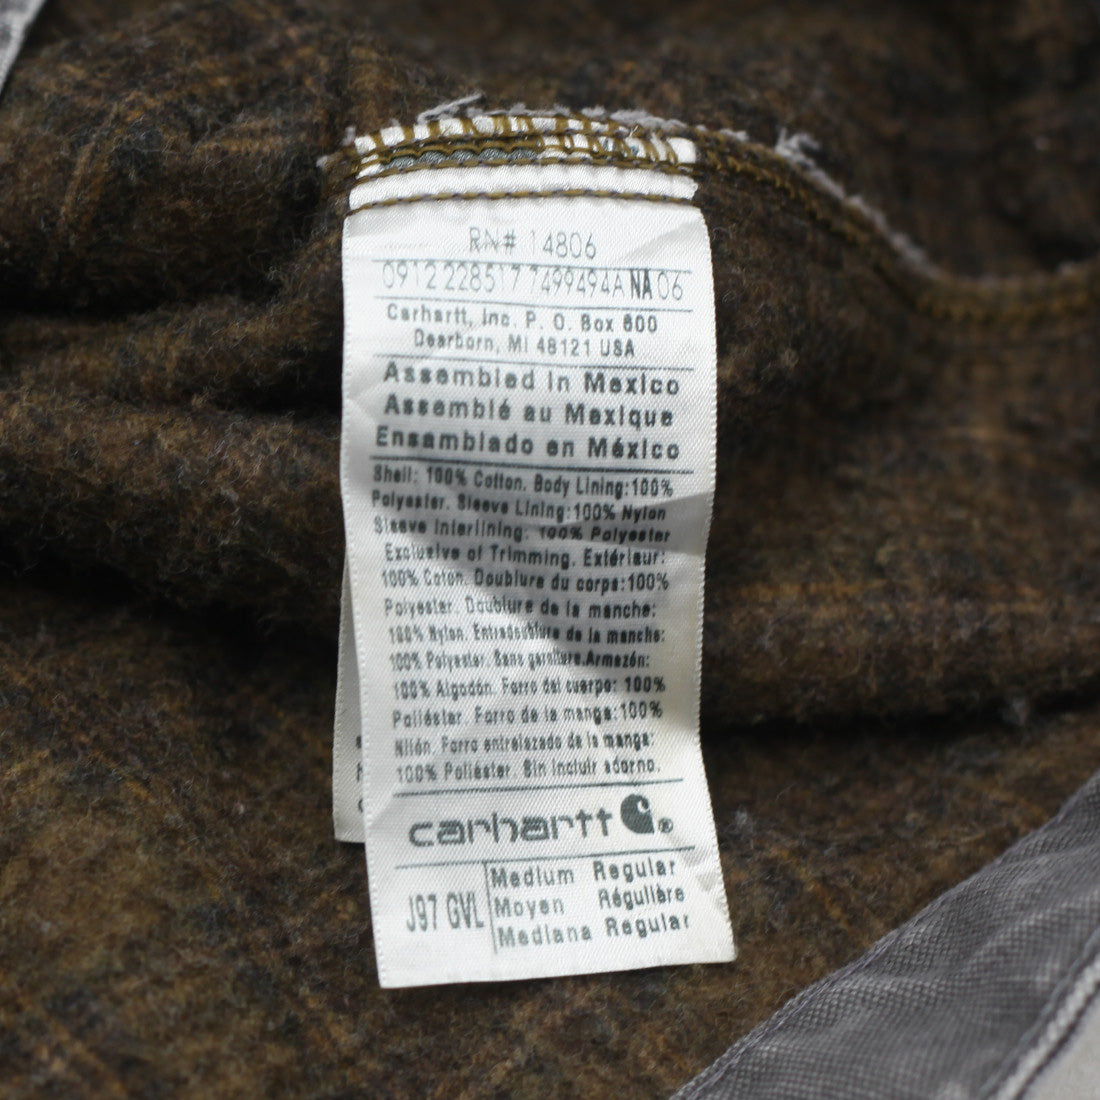 RN# 14806
0912 228517 7499494A NA 06
Carhartt, Inc. P. O. Box 600
Dearborn, MI 48121 USA
Assembled in Mexico
Assemblé au Mexique
Ensamblado en México
Shell: 100% Cotton. Body Lining:100%
Polyester. Sleeve Lining:100% Nylon
Sleeve Interlining: 100% Polyester
Exclusive of Trimming. Extérieur:
100% Coton. Doublure du corps:100%
Polyester. Doublure de la manche:
100% Nylon. Entredoublure de la manche:
100% Polyester. Sans garniture.Armazón:
100% Algodón. Forro del cuerpo: 100%
Poliéster. Forro de la manga:100%
Nilón. Forro entrelazado de la manga:
100% Poliéster. Sin incluir adorno.
carhartt ®
J97 GVL
Medium Regular
Moyen Régulière
Mediana Regular